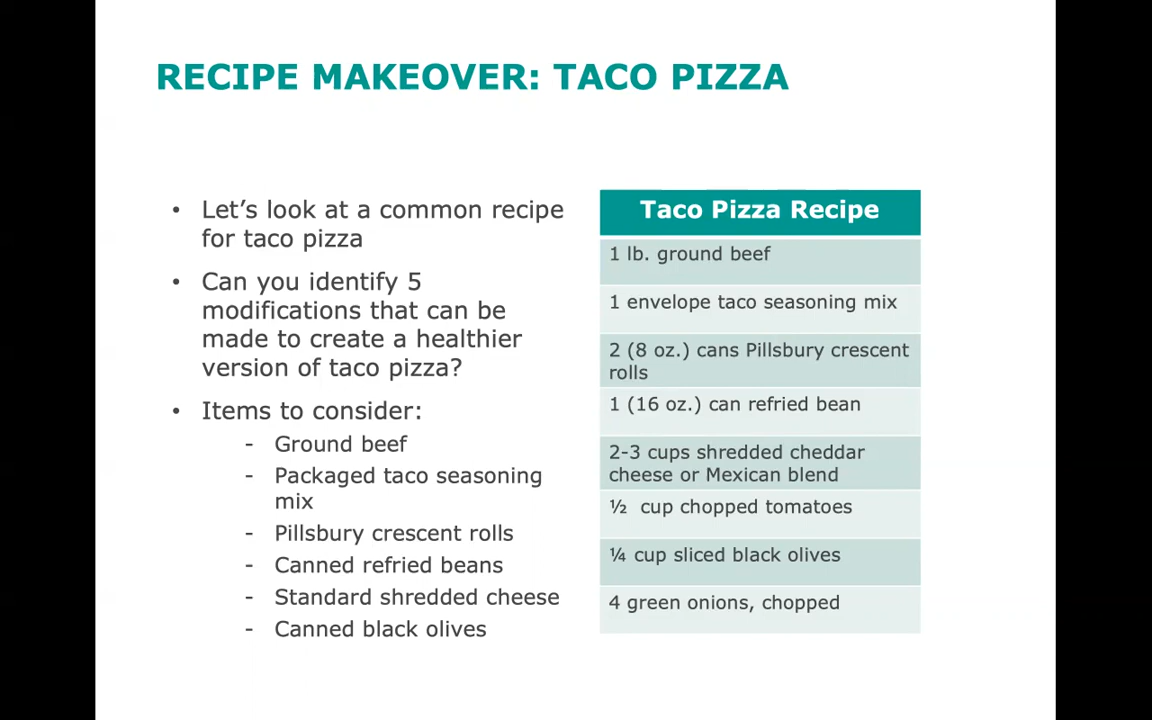 RECIPE MAKEOVER: TACO PIZZA
• Let’s look at a common recipe
for taco pizza
• Can you identify 5
modifications that can be
made to create a healthier
version of taco pizza?
• Items to consider:
- Ground beef
- Packaged taco seasoning
mix
- Pillsbury crescent rolls
- Canned refried beans
- Standard shredded cheese
- Canned black olives
Taco Pizza Recipe
1 lb. ground beef
1 envelope taco seasoning mix
2 (8 oz.) cans Pillsbury crescent
rolls
1 (16 oz.) can refried bean
2-3 cups shredded cheddar
cheese or Mexican blend
½ cup chopped tomatoes
¼ cup sliced black olives
4 green onions, chopped